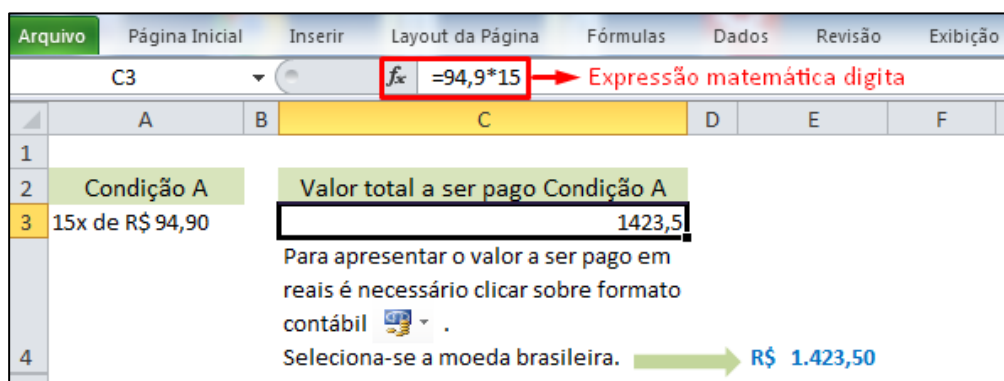 Arquivo Página Inicial Inserir Layout da Página Fórmulas Dados Revisão Exibição
C3 fx =94,9*15 Expressão matemática digita
A B C D E F
1
2 Condição A Valor total a ser pago Condição A
3 15x de R$ 94,90 1423,5
Para apresentar o valor a ser pago em
reais é necessário clicar sobre formato
contábil .
4 Seleciona-se a moeda brasileira. R$ 1.423,50